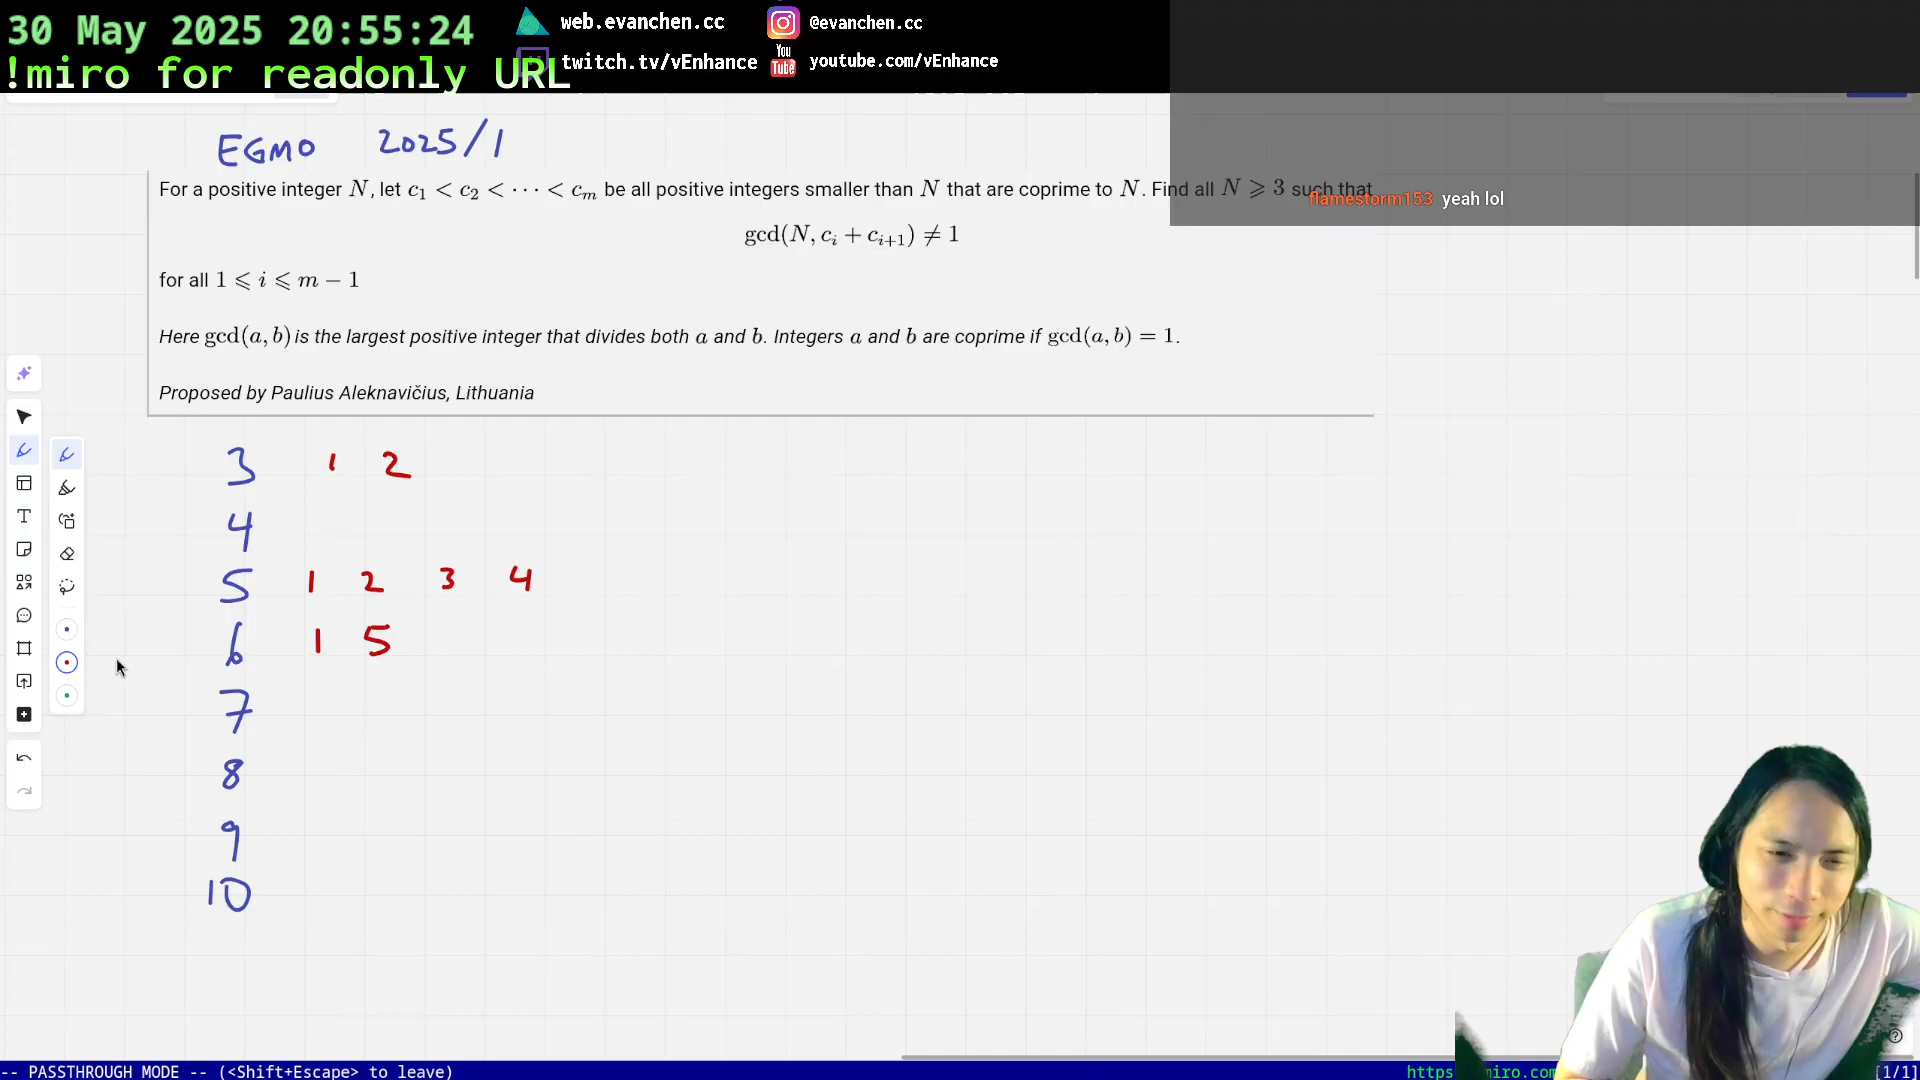 30 May 2025 20:55:24
!miro for readonly URL
web.evanchen.cc
@evanchen.cc
twitch.tv/vEnhance
You Tube
youtube.com/vEnhance
EGMO 2025/1
For a positive integer N, let c₁ < c₂ < ⋯ < cₘ be all positive integers smaller than N that are coprime to N. Find all N ⩾ 3 such that
flamestorm153 yeah lol
gcd(N, cᵢ + cᵢ₊₁) ≠ 1
for all 1 ⩽ i ⩽ m − 1
Here gcd(a, b) is the largest positive integer that divides both a and b. Integers a and b are coprime if gcd(a, b) = 1.
Proposed by Paulius Aleknavičius, Lithuania
3 1 2
4
5 1 2 3 4
6 1 5
7
8
9
10
-- PASSTHROUGH MODE -- (<Shift+Escape> to leave)
[1/1]